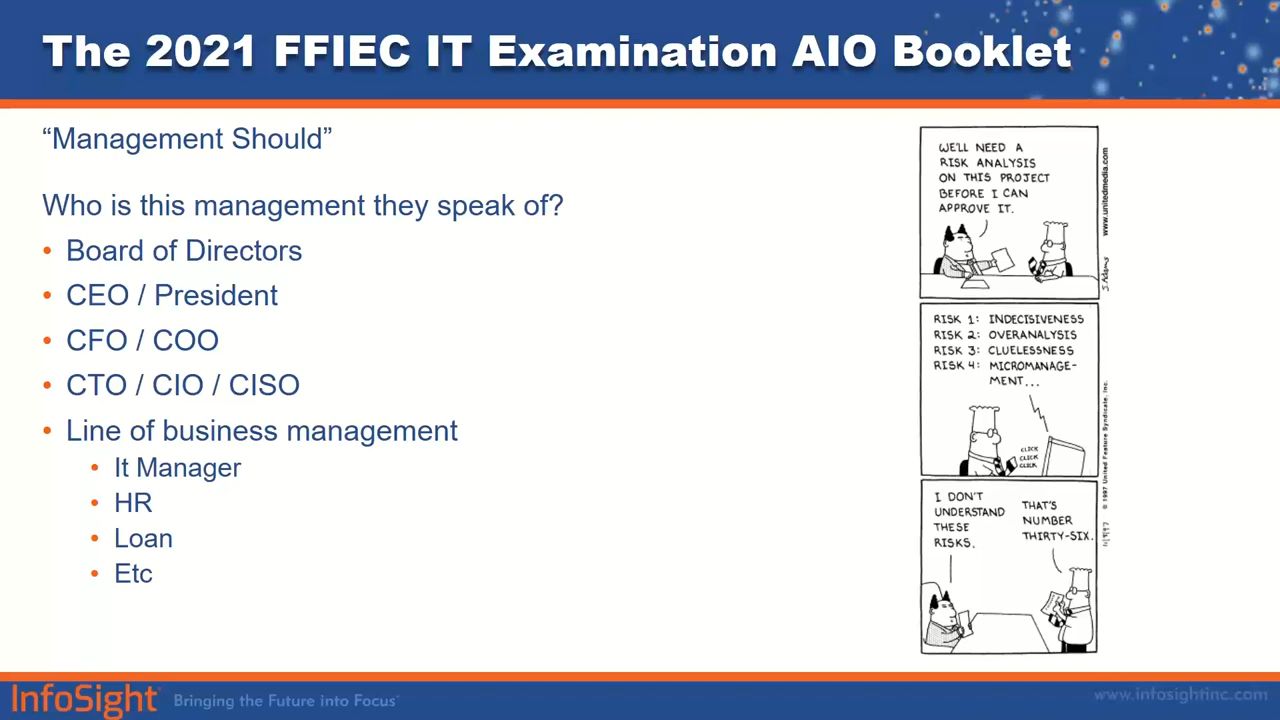 The 2021 FFIEC IT Examination AIO Booklet
“Management Should”
Who is this management they speak of?
• Board of Directors
• CEO / President
• CFO / COO
• CTO / CIO / CISO
• Line of business management
• It Manager
• HR
• Loan
• Etc
WE'LL NEED A
RISK ANALYSIS
ON THIS PROJECT
BEFORE I CAN
APPROVE IT.
www.unitedmedia.com
S. Adams
RISK 1: INDECISIVENESS
RISK 2: OVERANALYSIS
RISK 3: CLUELESSNESS
RISK 4: MICROMANAGE-
MENT...
CLICK
CLICK
CLICK
© 1997 United Feature Syndicate, Inc.
I DON'T
UNDERSTAND
THESE
RISKS.
THAT'S
NUMBER
THIRTY-SIX.
InfoSight
Bringing the Future into Focus
www.infosightinc.com